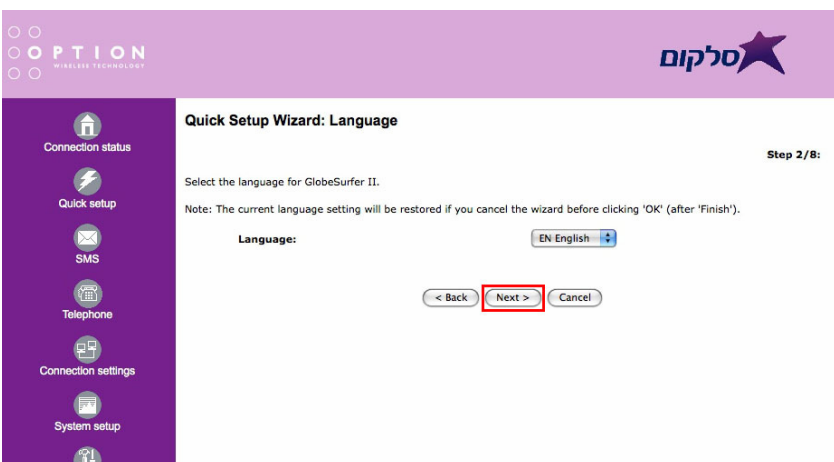 OPTION
WIRELESS TECHNOLOGY
סלקום
Connection status
Quick setup
SMS
Telephone
Connection settings
System setup
Quick Setup Wizard: Language
Step 2/8:
Select the language for GlobeSurfer II.
Note: The current language setting will be restored if you cancel the wizard before clicking 'OK' (after 'Finish').
Language:
EN English
< Back Next > Cancel